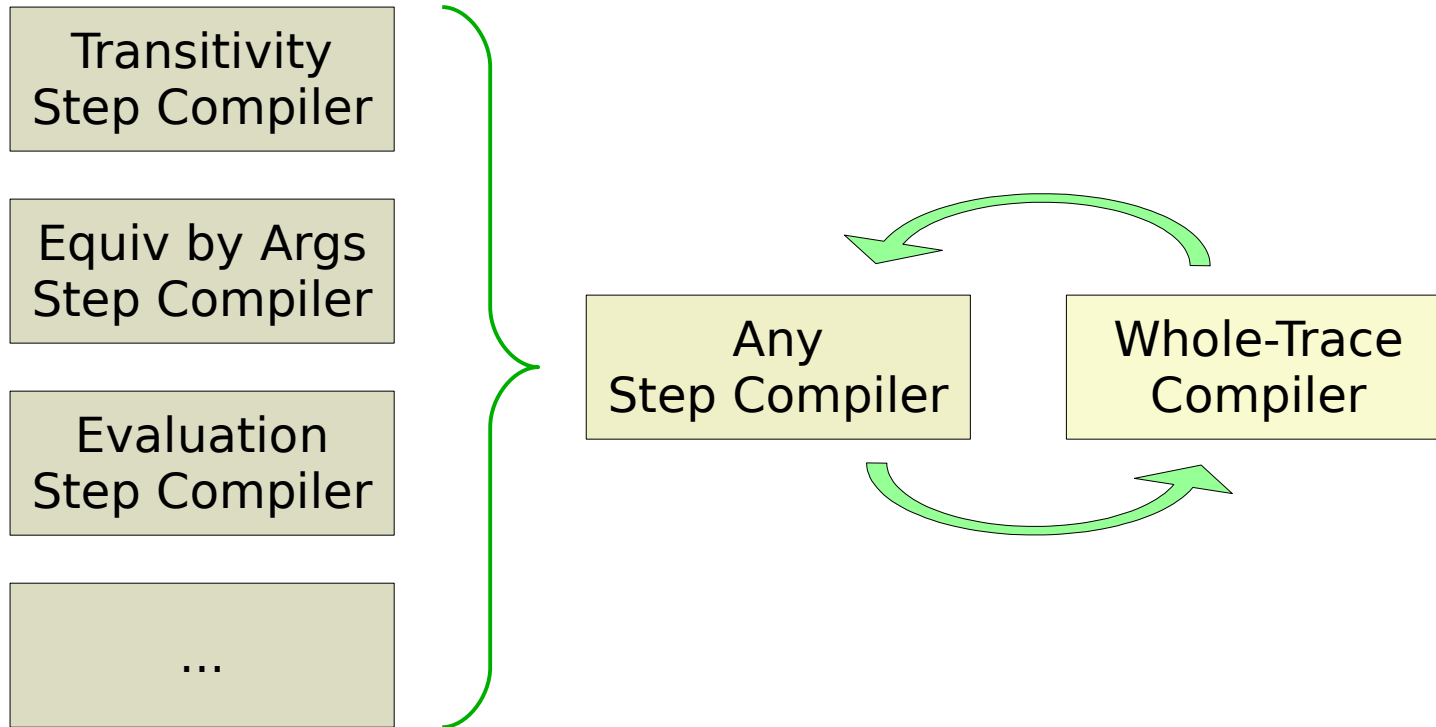 Transitivity
Step Compiler
Equiv by Args
Step Compiler
Evaluation
Step Compiler
...
Any
Step Compiler
Whole-Trace
Compiler